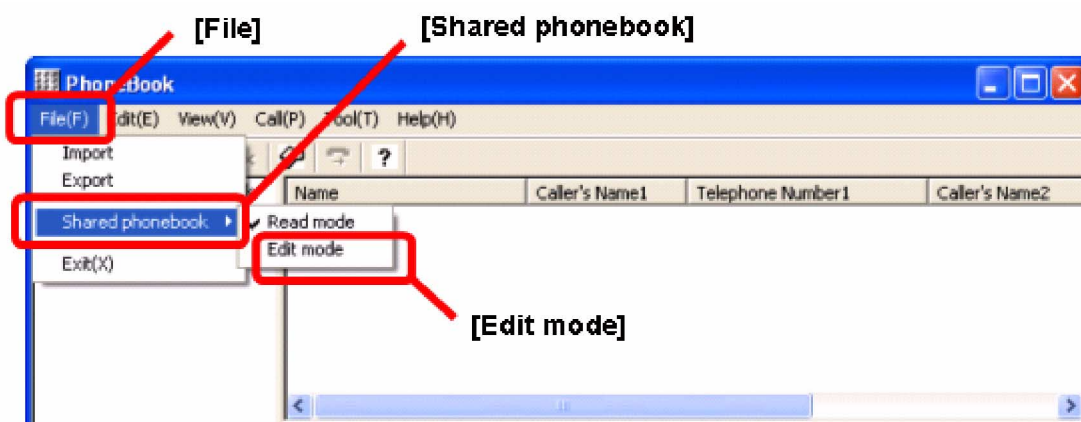 [File] [Shared phonebook]
PhoneBook
File(F) Edit(E) View(V) Call(P) Tool(T) Help(H)
Import
?
Export
Name Caller's Name1 Telephone Number1 Caller's Name2
Shared phonebook Read mode
Edit mode
Exit(X)
[Edit mode]